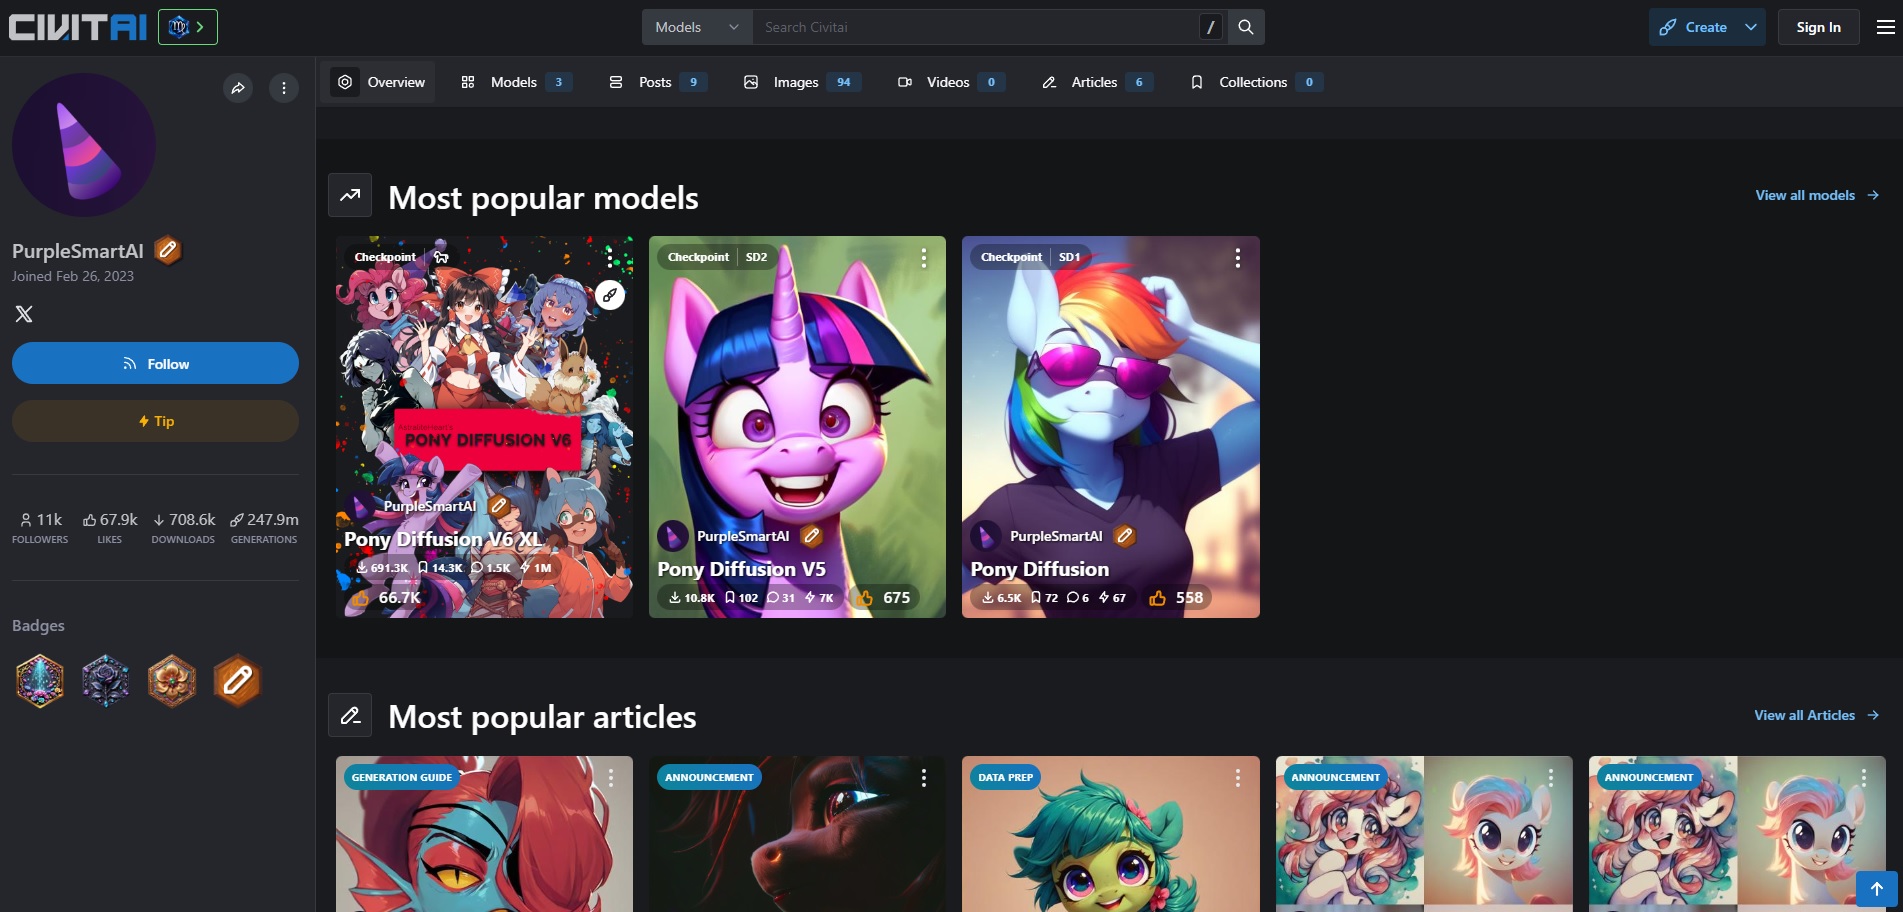 CIVITAI
Models
Search Civitai
/
Create
Sign In
Overview
Models 3
Posts 9
Images 94
Videos 0
Articles 6
Collections 0
PurpleSmartAI
Joined Feb 26, 2023
Follow
Tip
11k 67.9k 708.6k 247.9m
FOLLOWERS LIKES DOWNLOADS GENERATIONS
Badges
Most popular models
View all models
Checkpoint
PONY DIFFUSION V6
PurpleSmartAI
Pony Diffusion V6 XL
691.3K 14.3K 1.5K 1M
66.7K
Checkpoint SD2
PurpleSmartAI
Pony Diffusion V5
10.8K 102 31 7K 675
Checkpoint SD1
PurpleSmartAI
Pony Diffusion
6.5K 72 6 67 558
Most popular articles
View all Articles
GENERATION GUIDE
ANNOUNCEMENT
DATA PREP
ANNOUNCEMENT
ANNOUNCEMENT